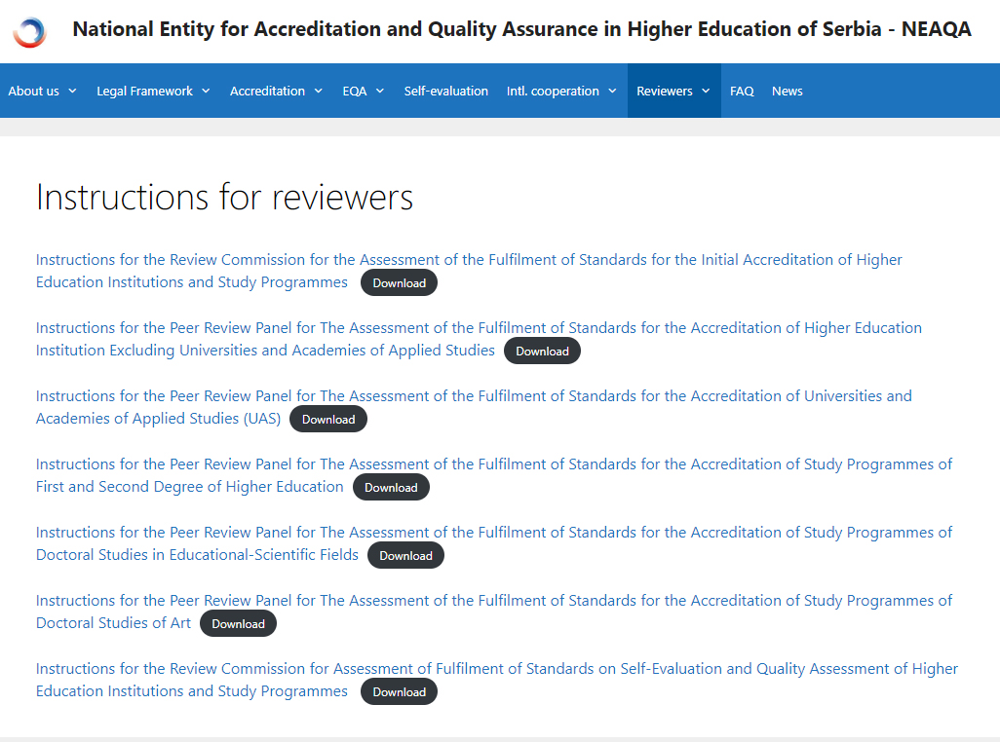 National Entity for Accreditation and Quality Assurance in Higher Education of Serbia - NEAQA
About us Legal Framework Accreditation EQA Self-evaluation Intl. cooperation Reviewers FAQ News
Instructions for reviewers
Instructions for the Review Commission for the Assessment of the Fulfilment of Standards for the Initial Accreditation of Higher
Education Institutions and Study Programmes Download
Instructions for the Peer Review Panel for The Assessment of the Fulfilment of Standards for the Accreditation of Higher Education
Institution Excluding Universities and Academies of Applied Studies Download
Instructions for the Peer Review Panel for The Assessment of the Fulfilment of Standards for the Accreditation of Universities and
Academies of Applied Studies (UAS) Download
Instructions for the Peer Review Panel for The Assessment of the Fulfilment of Standards for the Accreditation of Study Programmes of
First and Second Degree of Higher Education Download
Instructions for the Peer Review Panel for The Assessment of the Fulfilment of Standards for the Accreditation of Study Programmes of
Doctoral Studies in Educational-Scientific Fields Download
Instructions for the Peer Review Panel for The Assessment of the Fulfilment of Standards for the Accreditation of Study Programmes of
Doctoral Studies of Art Download
Instructions for the Review Commission for Assessment of Fulfilment of Standards on Self-Evaluation and Quality Assessment of Higher
Education Institutions and Study Programmes Download